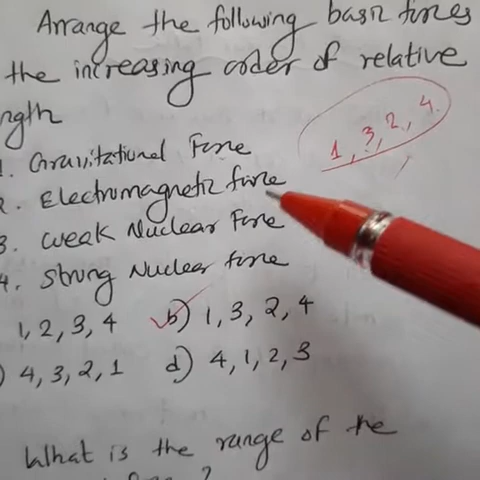 Arrange the following basic forces
the increasing order of relative
ngth
1. Gravitational Force
1, 3, 2, 4
2. Electromagnetic force
3. Weak Nuclear Force
4. Strong Nuclear force
1, 2, 3, 4 b) 1, 3, 2, 4
) 4, 3, 2, 1 d) 4, 1, 2, 3
What is the range of the